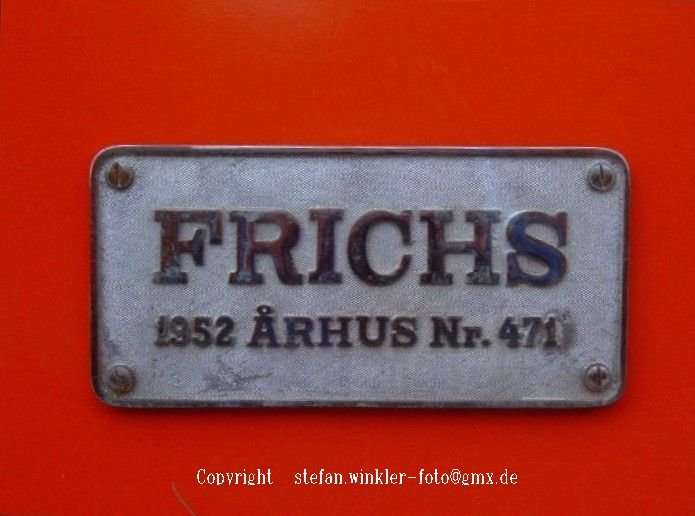 FRICHS
1952 ÅRHUS Nr. 471
Copyright stefan.winkler-foto@gmx.de